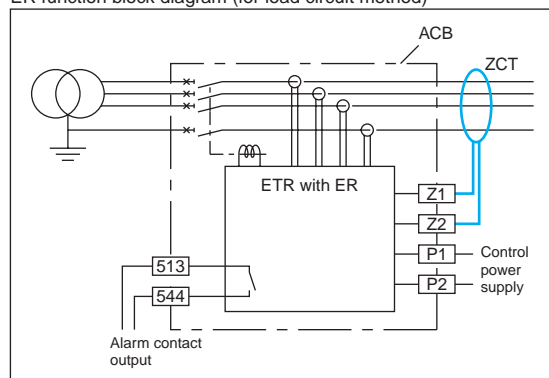 ER function block diagram (for load circuit method)
ACB
ZCT
ETR with ER
Z1
Z2
P1
P2
Control
power
supply
513
544
Alarm contact
output